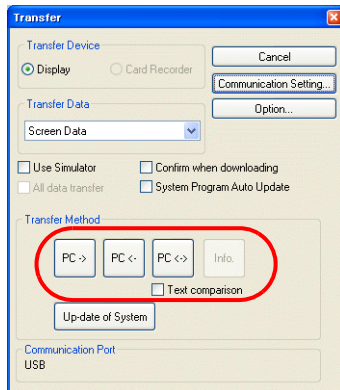 Transfer
Transfer Device
Display
Card Recorder
Cancel
Communication Setting...
Option...
Transfer Data
Screen Data
Use Simulator
Confirm when downloading
All data transfer
System Program Auto Update
Transfer Method
PC ->
PC <-
PC <->
Info.
Text comparison
Up-date of System
Communication Port
USB